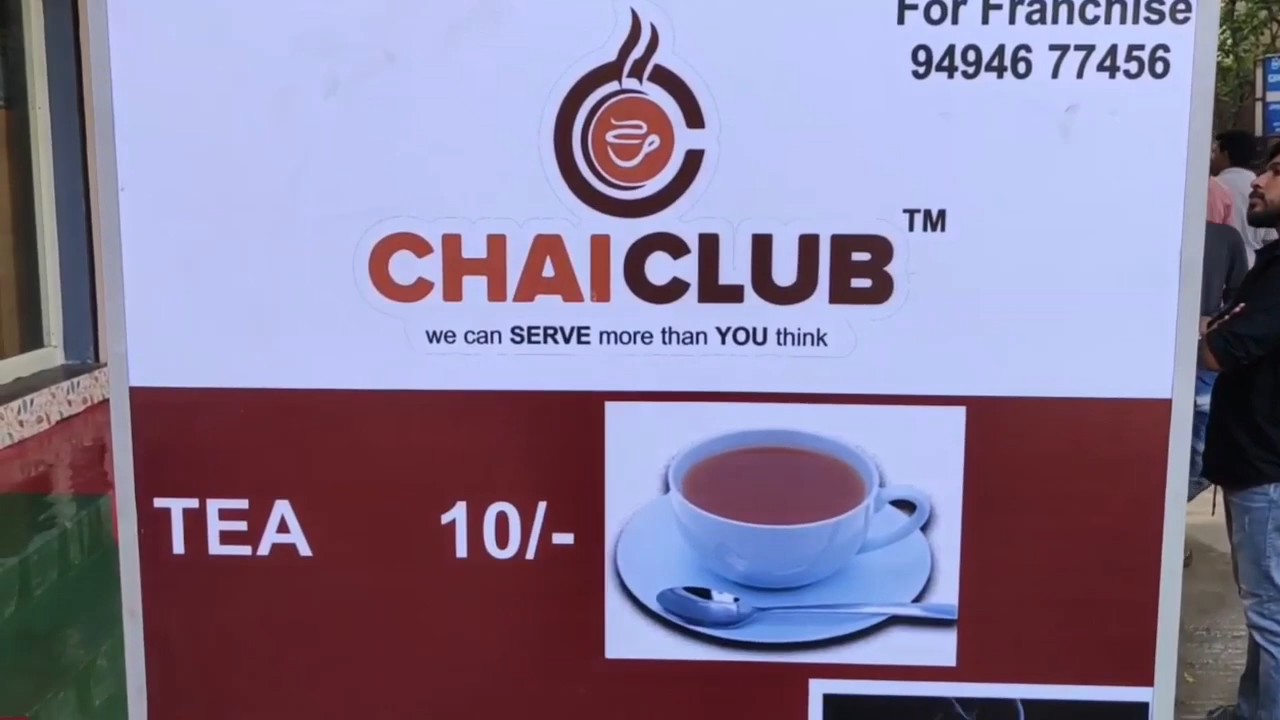 For Franchise
94946 77456
CHAICLUB TM
we can SERVE more than YOU think
TEA 10/-